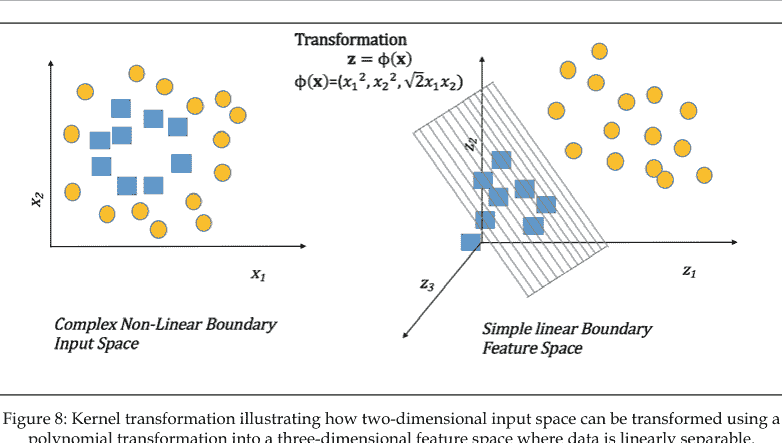 Transformation
z = ϕ(x)
ϕ(x)=(x₁², x₂², √2x₁x₂)
x₂
x₁
z₂
z₁
z₃
Complex Non-Linear Boundary
Input Space
Simple linear Boundary
Feature Space
Figure 8: Kernel transformation illustrating how two-dimensional input space can be transformed using a
polynomial transformation into a three-dimensional feature space where data is linearly separable.